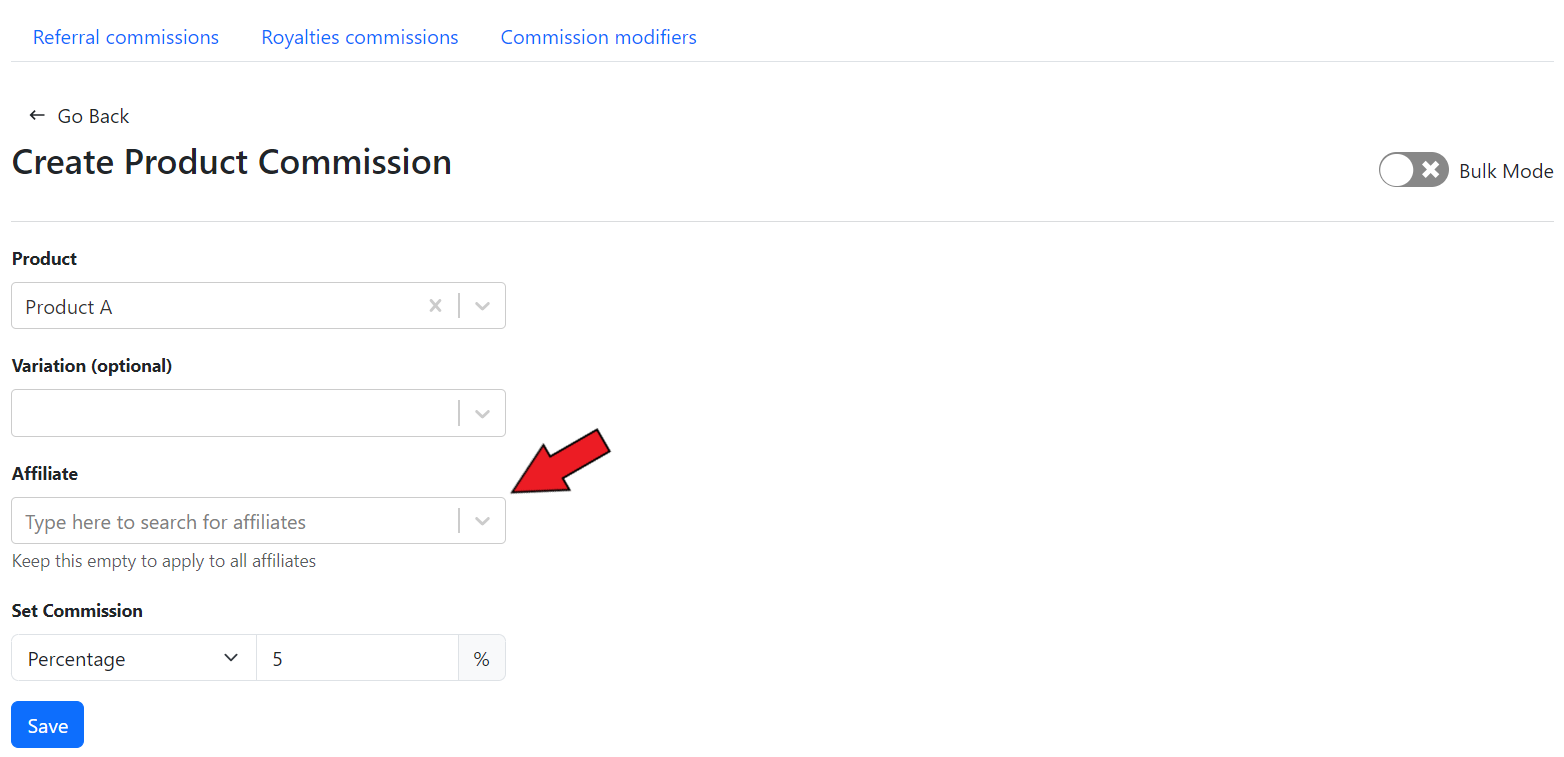 Referral commissions Royalties commissions Commission modifiers
← Go Back
Create Product Commission
Bulk Mode
Product
Product A
Variation (optional)
Affiliate
Type here to search for affiliates
Keep this empty to apply to all affiliates
Set Commission
Percentage 5 %
Save